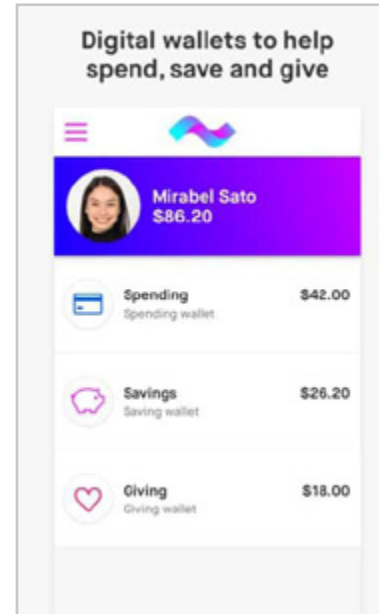 Digital wallets to help
spend, save and give
Mirabel Sato
$86.20
Spending $42.00
Spending wallet
Savings $26.20
Saving wallet
Giving $18.00
Giving wallet